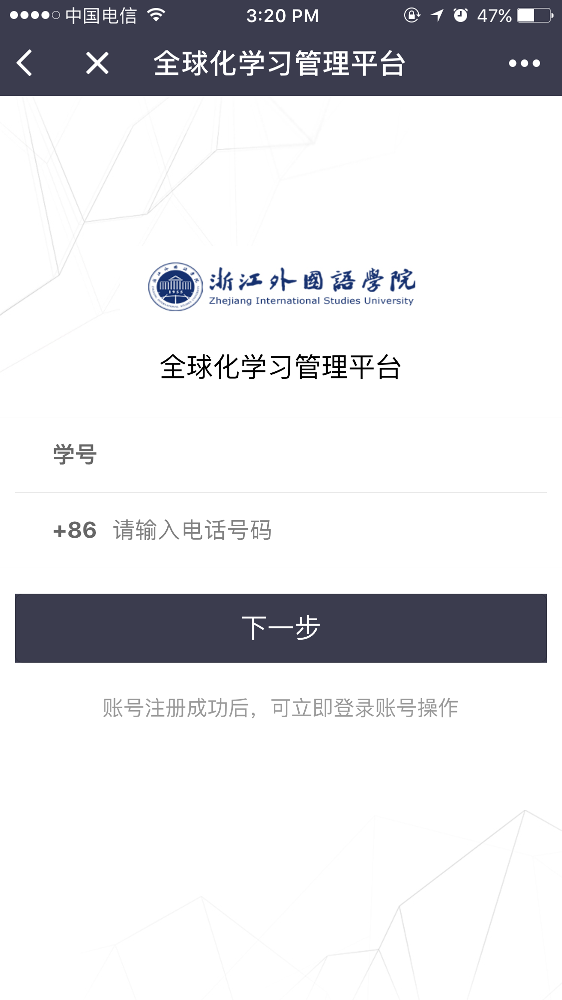 中国电信 3:20 PM 47%
全球化学习管理平台
浙江外國語學院
Zhejiang International Studies University
1955
全球化学习管理平台
学号
+86 请输入电话号码
下一步
账号注册成功后，可立即登录账号操作